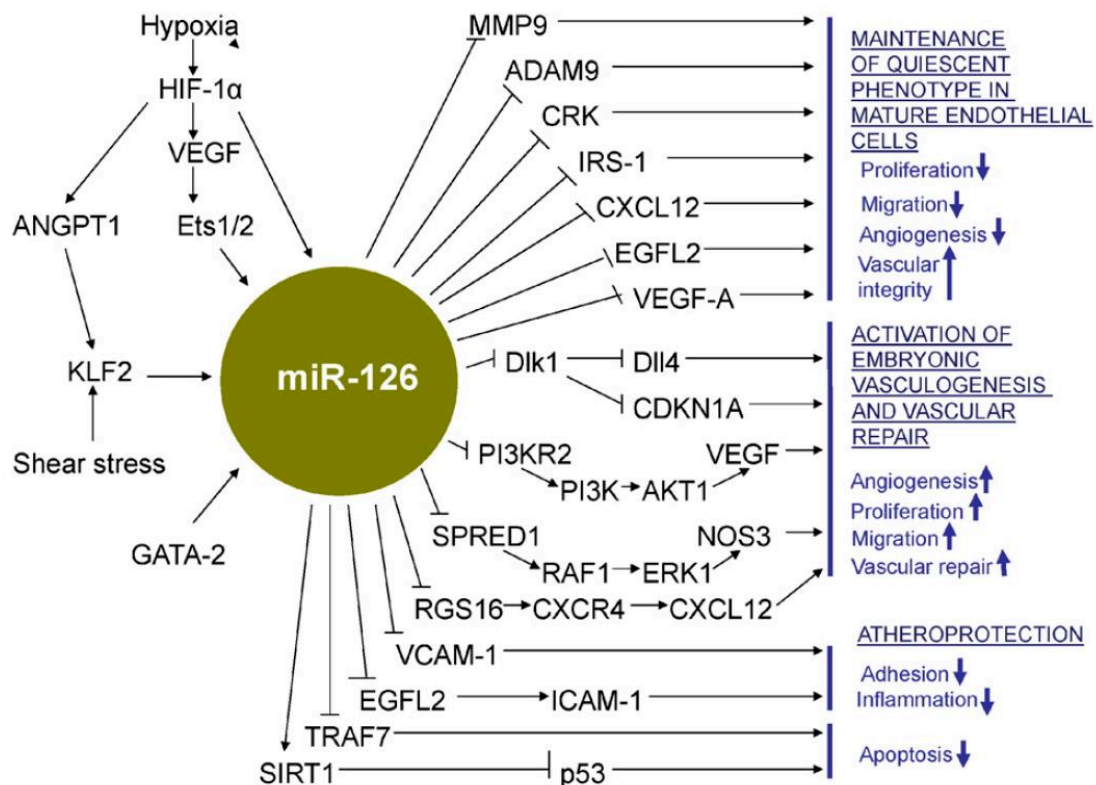 Hypoxia
HIF-1α
VEGF
ANGPT1
Ets1/2
KLF2
Shear stress
GATA-2
miR-126
MMP9
ADAM9
CRK
IRS-1
CXCL12
EGFL2
VEGF-A
Dlk1
Dll4
CDKN1A
PI3KR2
PI3K
AKT1
VEGF
SPRED1
RAF1
ERK1
NOS3
RGS16
CXCR4
CXCL12
VCAM-1
EGFL2
ICAM-1
TRAF7
SIRT1
p53
MAINTENANCE
OF QUIESCENT
PHENOTYPE IN
MATURE ENDOTHELIAL
CELLS
Proliferation
Migration
Angiogenesis
Vascular
integrity
ACTIVATION OF
EMBRYONIC
VASCULOGENESIS
AND VASCULAR
REPAIR
Angiogenesis
Proliferation
Migration
Vascular repair
ATHEROPROTECTION
Adhesion
Inflammation
Apoptosis